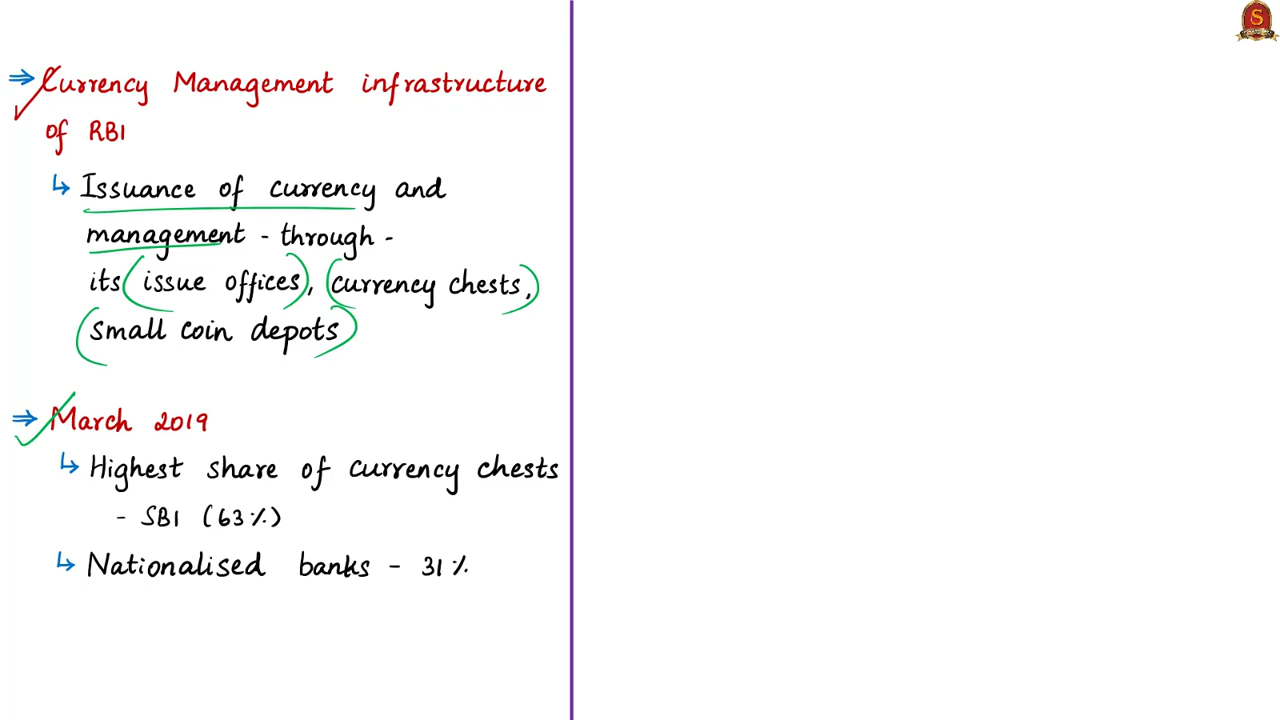 ⇒ Currency Management infrastructure
of RBI
↳ Issuance of currency and
management - through -
its issue offices, currency chests,
small coin depots
⇒ March 2019
↳ Highest share of currency chests
- SBI (63%)
↳ Nationalised banks - 31%
S